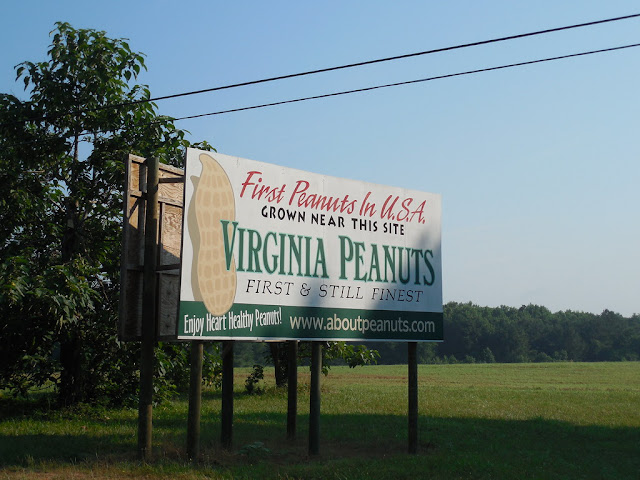 First Peanuts In U.S.A.
GROWN NEAR THIS SITE
VIRGINIA PEANUTS
FIRST & STILL FINEST
Enjoy Heart Healthy Peanuts! www.aboutpeanuts.com